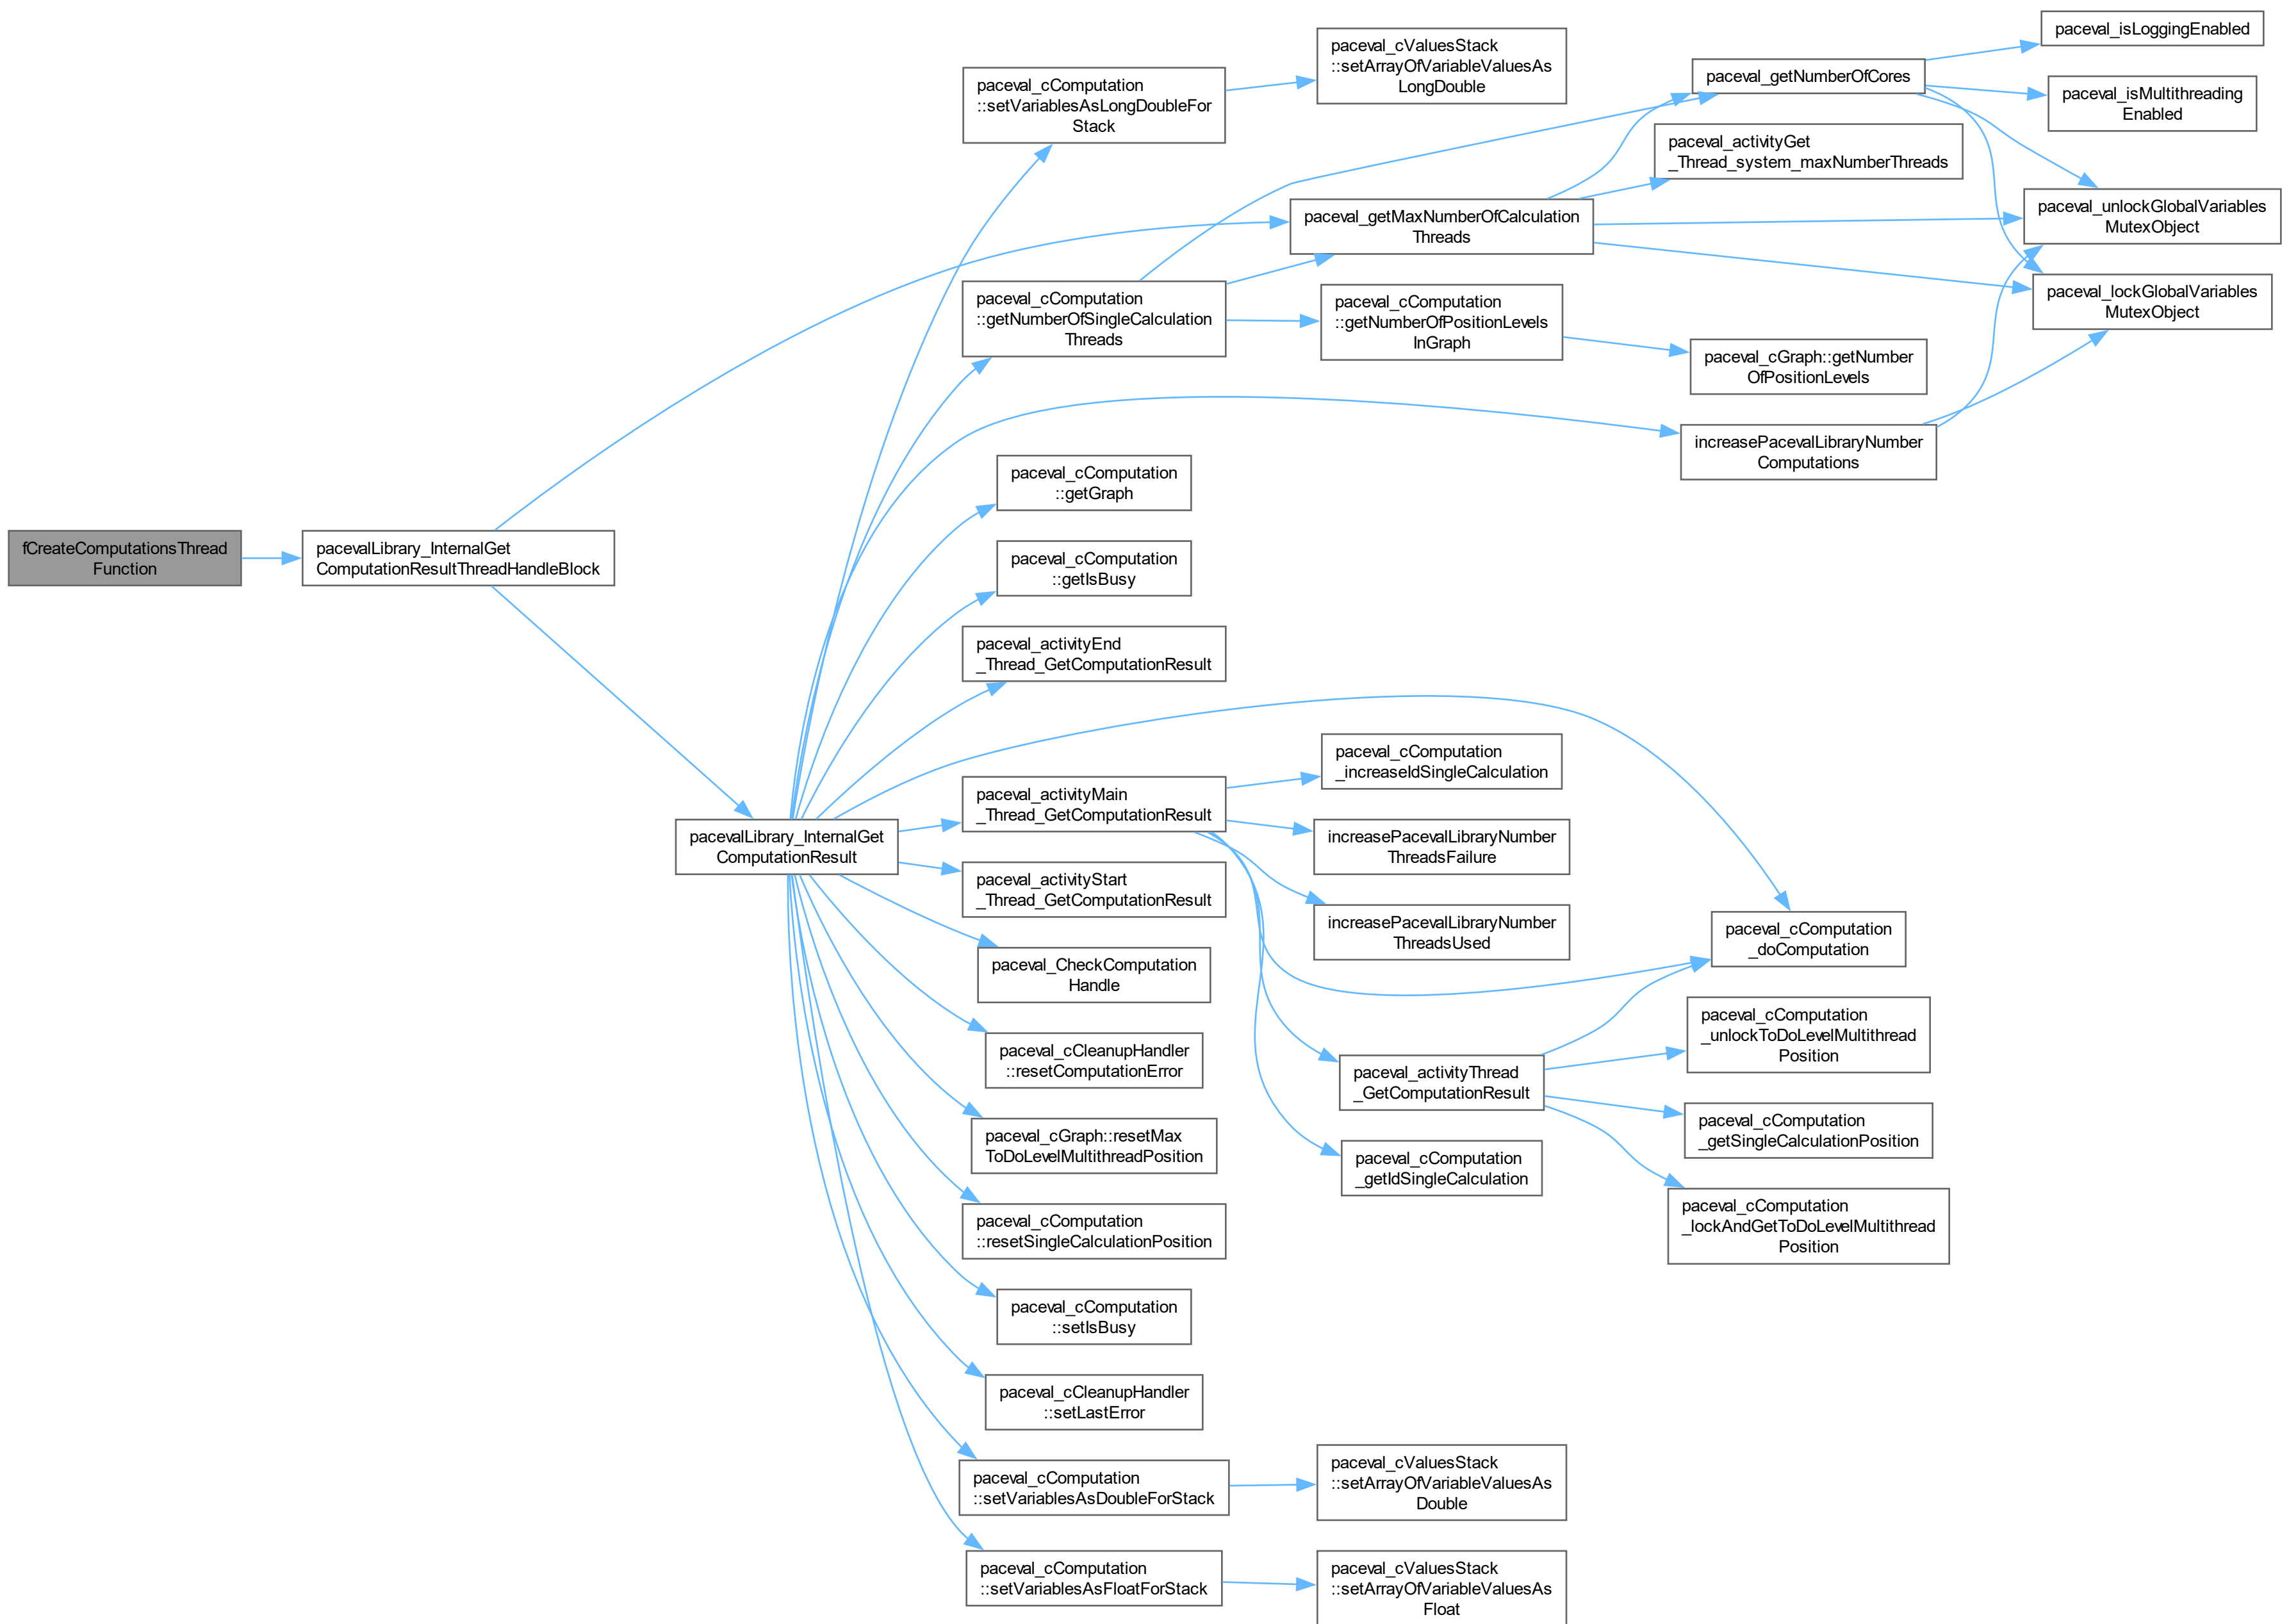 fCreateComputationsThread
Function
pacevalLibrary_InternalGet
ComputationResultThreadHandleBlock
pacevalLibrary_InternalGet
ComputationResult
paceval_cComputation
::setVariablesAsLongDoubleFor
Stack
paceval_cComputation
::getNumberOfSingleCalculation
Threads
paceval_cComputation
::getGraph
paceval_cComputation
::getIsBusy
paceval_activityEnd
_Thread_GetComputationResult
paceval_activityMain
_Thread_GetComputationResult
paceval_activityStart
_Thread_GetComputationResult
paceval_CheckComputation
Handle
paceval_cCleanupHandler
::resetComputationError
paceval_cGraph::resetMax
ToDoLevelMultithreadPosition
paceval_cComputation
::resetSingleCalculationPosition
paceval_cComputation
::setIsBusy
paceval_cCleanupHandler
::setLastError
paceval_cComputation
::setVariablesAsDoubleForStack
paceval_cComputation
::setVariablesAsFloatForStack
paceval_cValuesStack
::setArrayOfVariableValuesAs
LongDouble
paceval_getMaxNumberOfCalculation
Threads
paceval_cComputation
::getNumberOfPositionLevels
InGraph
paceval_cComputation
_increaseIdSingleCalculation
increasePacevalLibraryNumber
ThreadsFailure
increasePacevalLibraryNumber
ThreadsUsed
paceval_activityThread
_GetComputationResult
paceval_cComputation
_getIdSingleCalculation
paceval_cValuesStack
::setArrayOfVariableValuesAs
Double
paceval_cValuesStack
::setArrayOfVariableValuesAs
Float
paceval_getNumberOfCores
paceval_activityGet
_Thread_system_maxNumberThreads
paceval_cGraph::getNumber
OfPositionLevels
increasePacevalLibraryNumber
Computations
paceval_cComputation
_doComputation
paceval_cComputation
_unlockToDoLevelMultithread
Position
paceval_cComputation
_getSingleCalculationPosition
paceval_cComputation
_lockAndGetToDoLevelMultithread
Position
paceval_isLoggingEnabled
paceval_isMultithreading
Enabled
paceval_unlockGlobalVariables
MutexObject
paceval_lockGlobalVariables
MutexObject